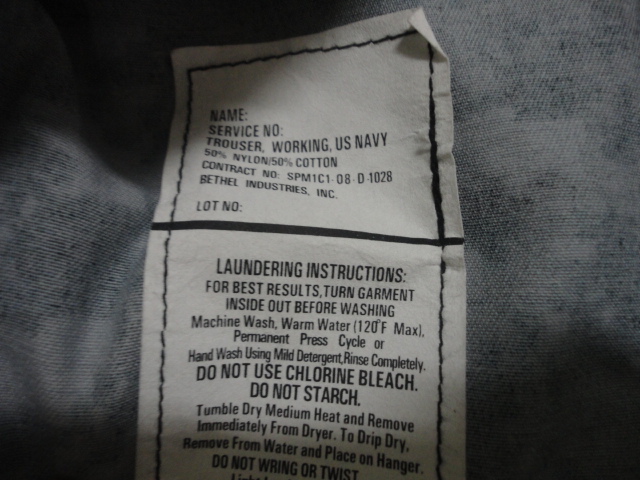 NAME:
SERVICE NO:
TROUSER, WORKING, US NAVY
50% NYLON/50% COTTON
CONTRACT NO: SPM1C1-08-D-1028
BETHEL INDUSTRIES, INC.
LOT NO:
LAUNDERING INSTRUCTIONS:
FOR BEST RESULTS,TURN GARMENT
INSIDE OUT BEFORE WASHING
Machine Wash, Warm Water (120°F Max),
Permanent Press Cycle or
Hand Wash Using Mild Detergent,Rinse Completely.
DO NOT USE CHLORINE BLEACH.
DO NOT STARCH.
Tumble Dry Medium Heat and Remove
Immediately From Dryer. To Drip Dry,
Remove From Water and Place on Hanger.
DO NOT WRING OR TWIST